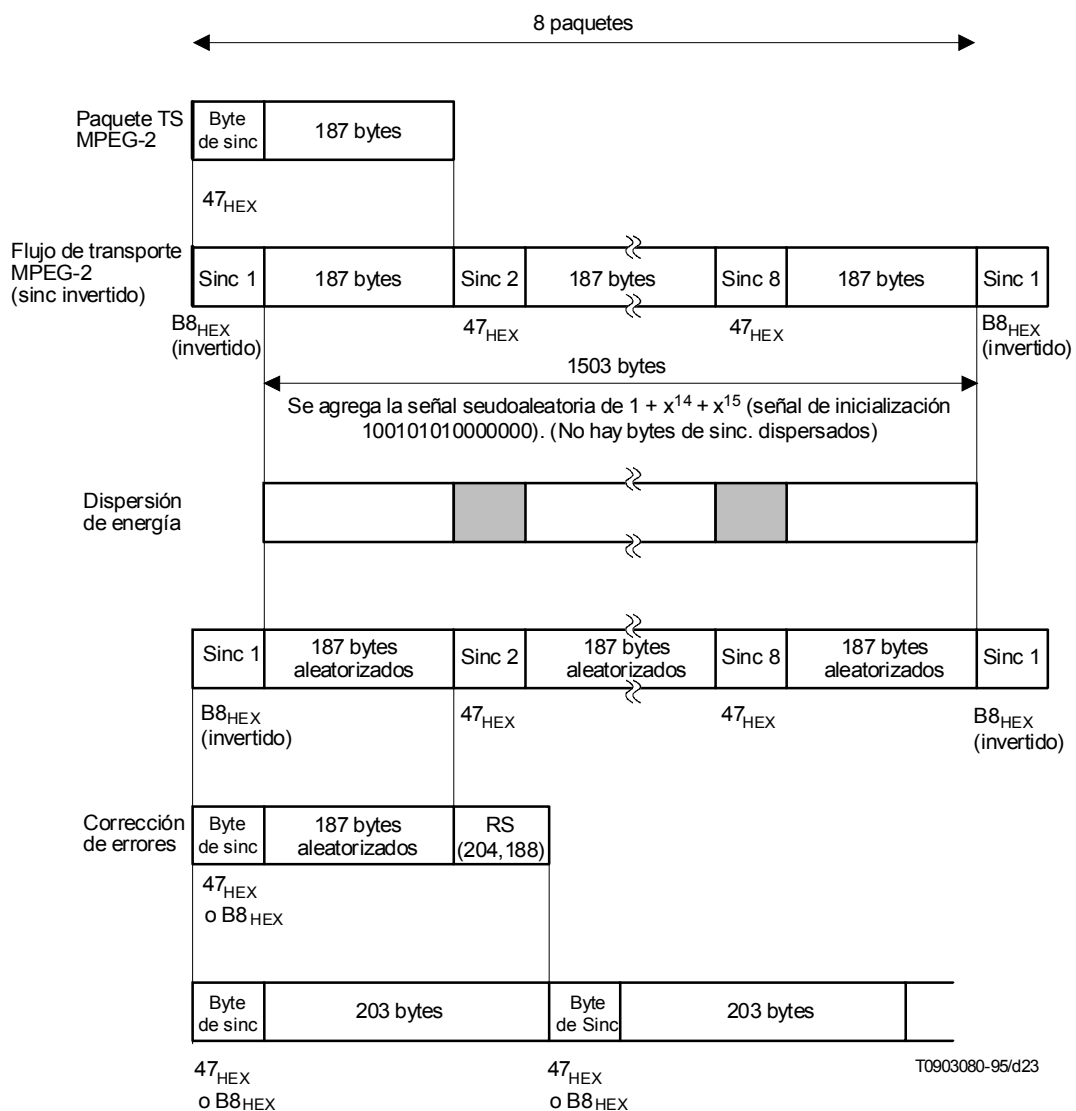 8 paquetes
Paquete TS
MPEG-2
Byte
de sinc
187 bytes
47HEX
Flujo de transporte
MPEG-2
(sinc invertido)
Sinc 1
187 bytes
Sinc 2
187 bytes
Sinc 8
187 bytes
Sinc 1
B8HEX
(invertido)
47HEX
47HEX
B8HEX
(invertido)
1503 bytes
Se agrega la señal seudoaleatoria de 1 + x14 + x15 (señal de inicialización
100101010000000). (No hay bytes de sinc. dispersados)
Dispersión
de energía
Sinc 1
187 bytes
aleatorizados
Sinc 2
187 bytes
aleatorizados
Sinc 8
187 bytes
aleatorizados
Sinc 1
B8HEX
(invertido)
47HEX
47HEX
B8HEX
(invertido)
Corrección
de errores
Byte
de sinc
187 bytes
aleatorizados
RS
(204,188)
47HEX
o B8HEX
Byte
de sinc
203 bytes
Byte
de Sinc
203 bytes
47HEX
o B8HEX
47HEX
o B8HEX
T0903080-95/d23